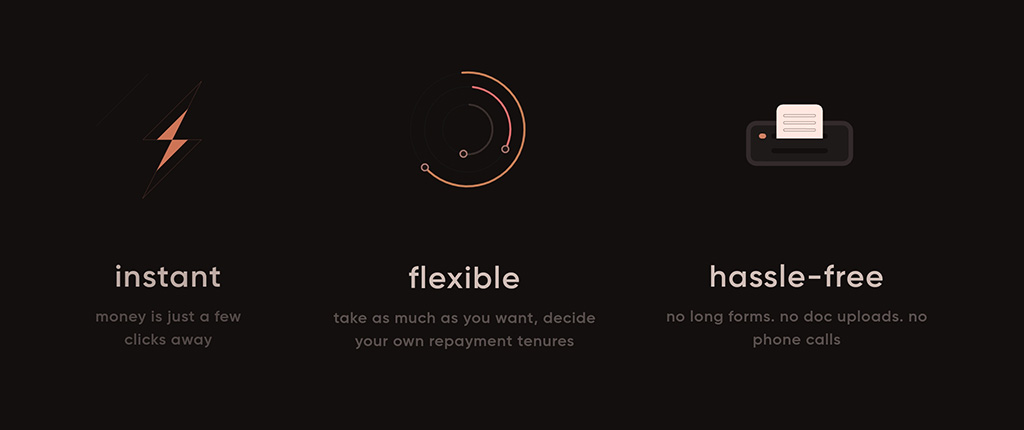 instant
money is just a few
clicks away
flexible
take as much as you want, decide
your own repayment tenures
hassle-free
no long forms. no doc uploads. no
phone calls